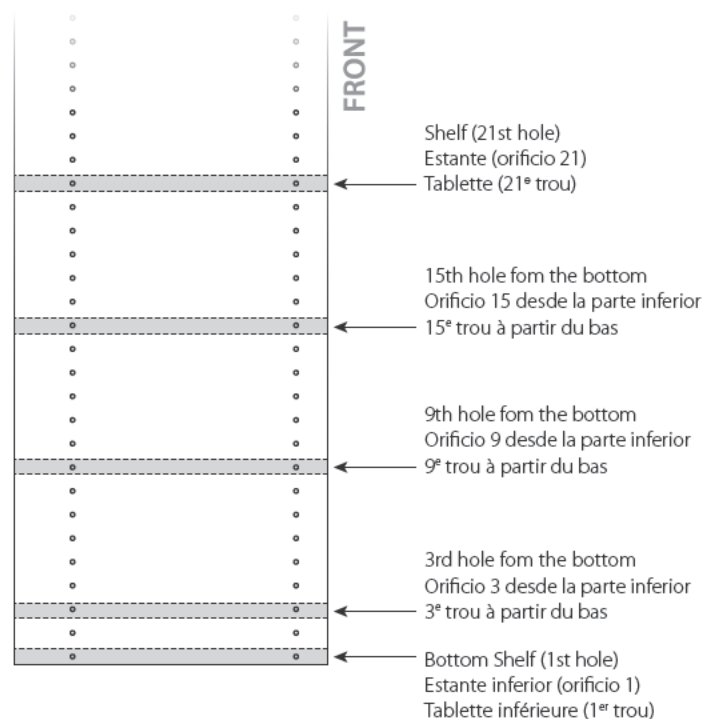 FRONT
Shelf (21st hole)
Estante (orificio 21)
Tablette (21ᵉ trou)
15th hole fom the bottom
Orificio 15 desde la parte inferior
15ᵉ trou à partir du bas
9th hole fom the bottom
Orificio 9 desde la parte inferior
9ᵉ trou à partir du bas
3rd hole fom the bottom
Orificio 3 desde la parte inferior
3ᵉ trou à partir du bas
Bottom Shelf (1st hole)
Estante inferior (orificio 1)
Tablette inférieure (1ᵉʳ trou)